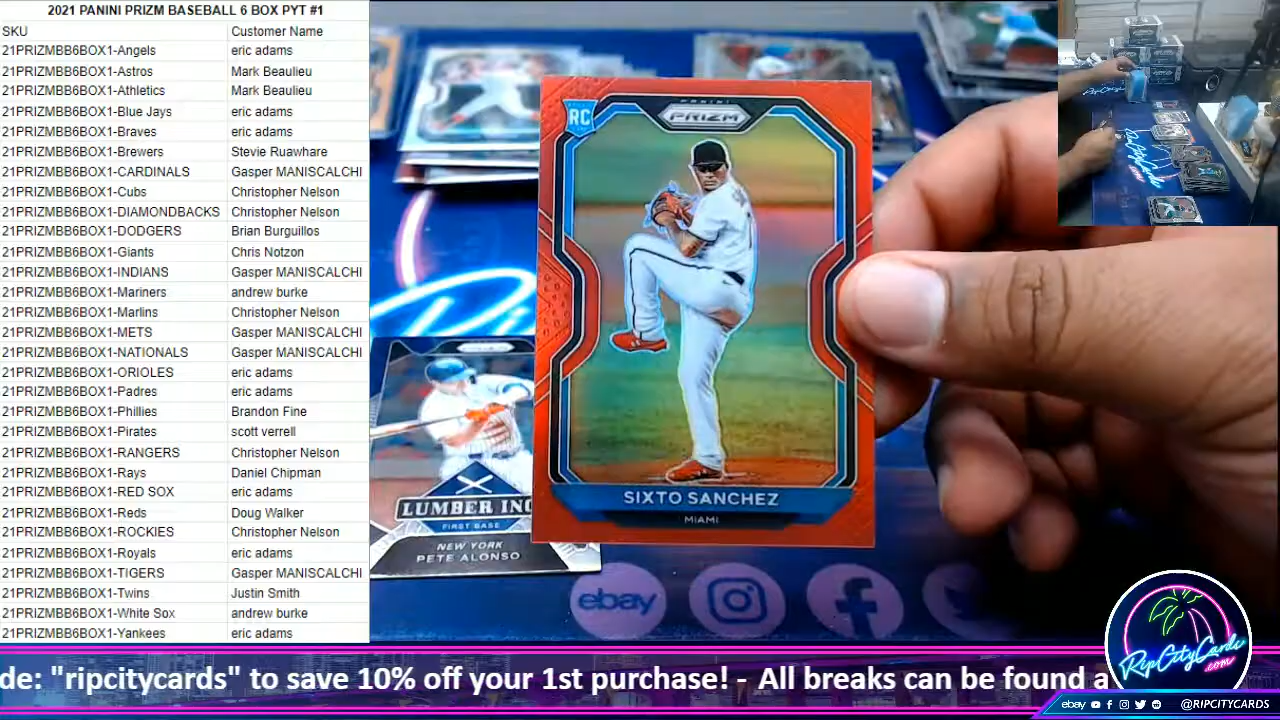 2021 PANINI PRIZM BASEBALL 6 BOX PYT #1
SKU Customer Name
21PRIZMBB6BOX1-Angels eric adams
21PRIZMBB6BOX1-Astros Mark Beaulieu
21PRIZMBB6BOX1-Athletics Mark Beaulieu
21PRIZMBB6BOX1-Blue Jays eric adams
21PRIZMBB6BOX1-Braves eric adams
21PRIZMBB6BOX1-Brewers Stevie Ruawhare
21PRIZMBB6BOX1-CARDINALS Gasper MANISCALCHI
21PRIZMBB6BOX1-Cubs Christopher Nelson
21PRIZMBB6BOX1-DIAMONDBACKS Christopher Nelson
21PRIZMBB6BOX1-DODGERS Brian Burguillos
21PRIZMBB6BOX1-Giants Chris Notzon
21PRIZMBB6BOX1-INDIANS Gasper MANISCALCHI
21PRIZMBB6BOX1-Mariners andrew burke
21PRIZMBB6BOX1-Marlins Christopher Nelson
21PRIZMBB6BOX1-METS Gasper MANISCALCHI
21PRIZMBB6BOX1-NATIONALS Gasper MANISCALCHI
21PRIZMBB6BOX1-ORIOLES eric adams
21PRIZMBB6BOX1-Padres eric adams
21PRIZMBB6BOX1-Phillies Brandon Fine
21PRIZMBB6BOX1-Pirates scott verrell
21PRIZMBB6BOX1-RANGERS Christopher Nelson
21PRIZMBB6BOX1-Rays Daniel Chipman
21PRIZMBB6BOX1-RED SOX eric adams
21PRIZMBB6BOX1-Reds Doug Walker
21PRIZMBB6BOX1-ROCKIES Christopher Nelson
21PRIZMBB6BOX1-Royals eric adams
21PRIZMBB6BOX1-TIGERS Gasper MANISCALCHI
21PRIZMBB6BOX1-Twins Justin Smith
21PRIZMBB6BOX1-White Sox andrew burke
21PRIZMBB6BOX1-Yankees eric adams
RC
PANINI
PRIZM
SIXTO SANCHEZ
MIAMI
LUMBER INC
FIRST BASE
NEW YORK
PETE ALONSO
ebay
RipCityCards
.com
de: "ripcitycards" to save 10% off your 1st purchase! - All breaks can be found a
ebay @RIPCITYCARDS